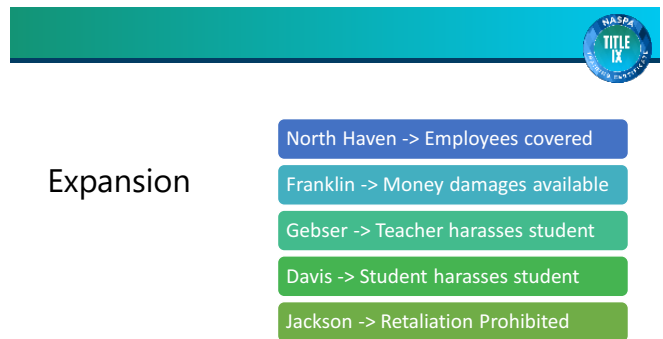 NASPA
TITLE
IX
Expansion
North Haven -> Employees covered
Franklin -> Money damages available
Gebser -> Teacher harasses student
Davis -> Student harasses student
Jackson -> Retaliation Prohibited